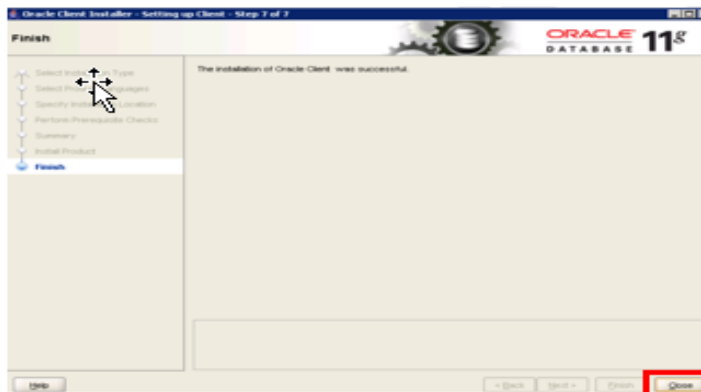 Oracle Client Installer - Setting up Client - Step 7 of 7
Finish
ORACLE
DATABASE
11g
Select Installation Type
Select Product Languages
Specify Installation Location
Perform Prerequisite Checks
Summary
Install Product
Finish
The installation of Oracle Client was successful.
Help
< Back
Next >
Finish
Close